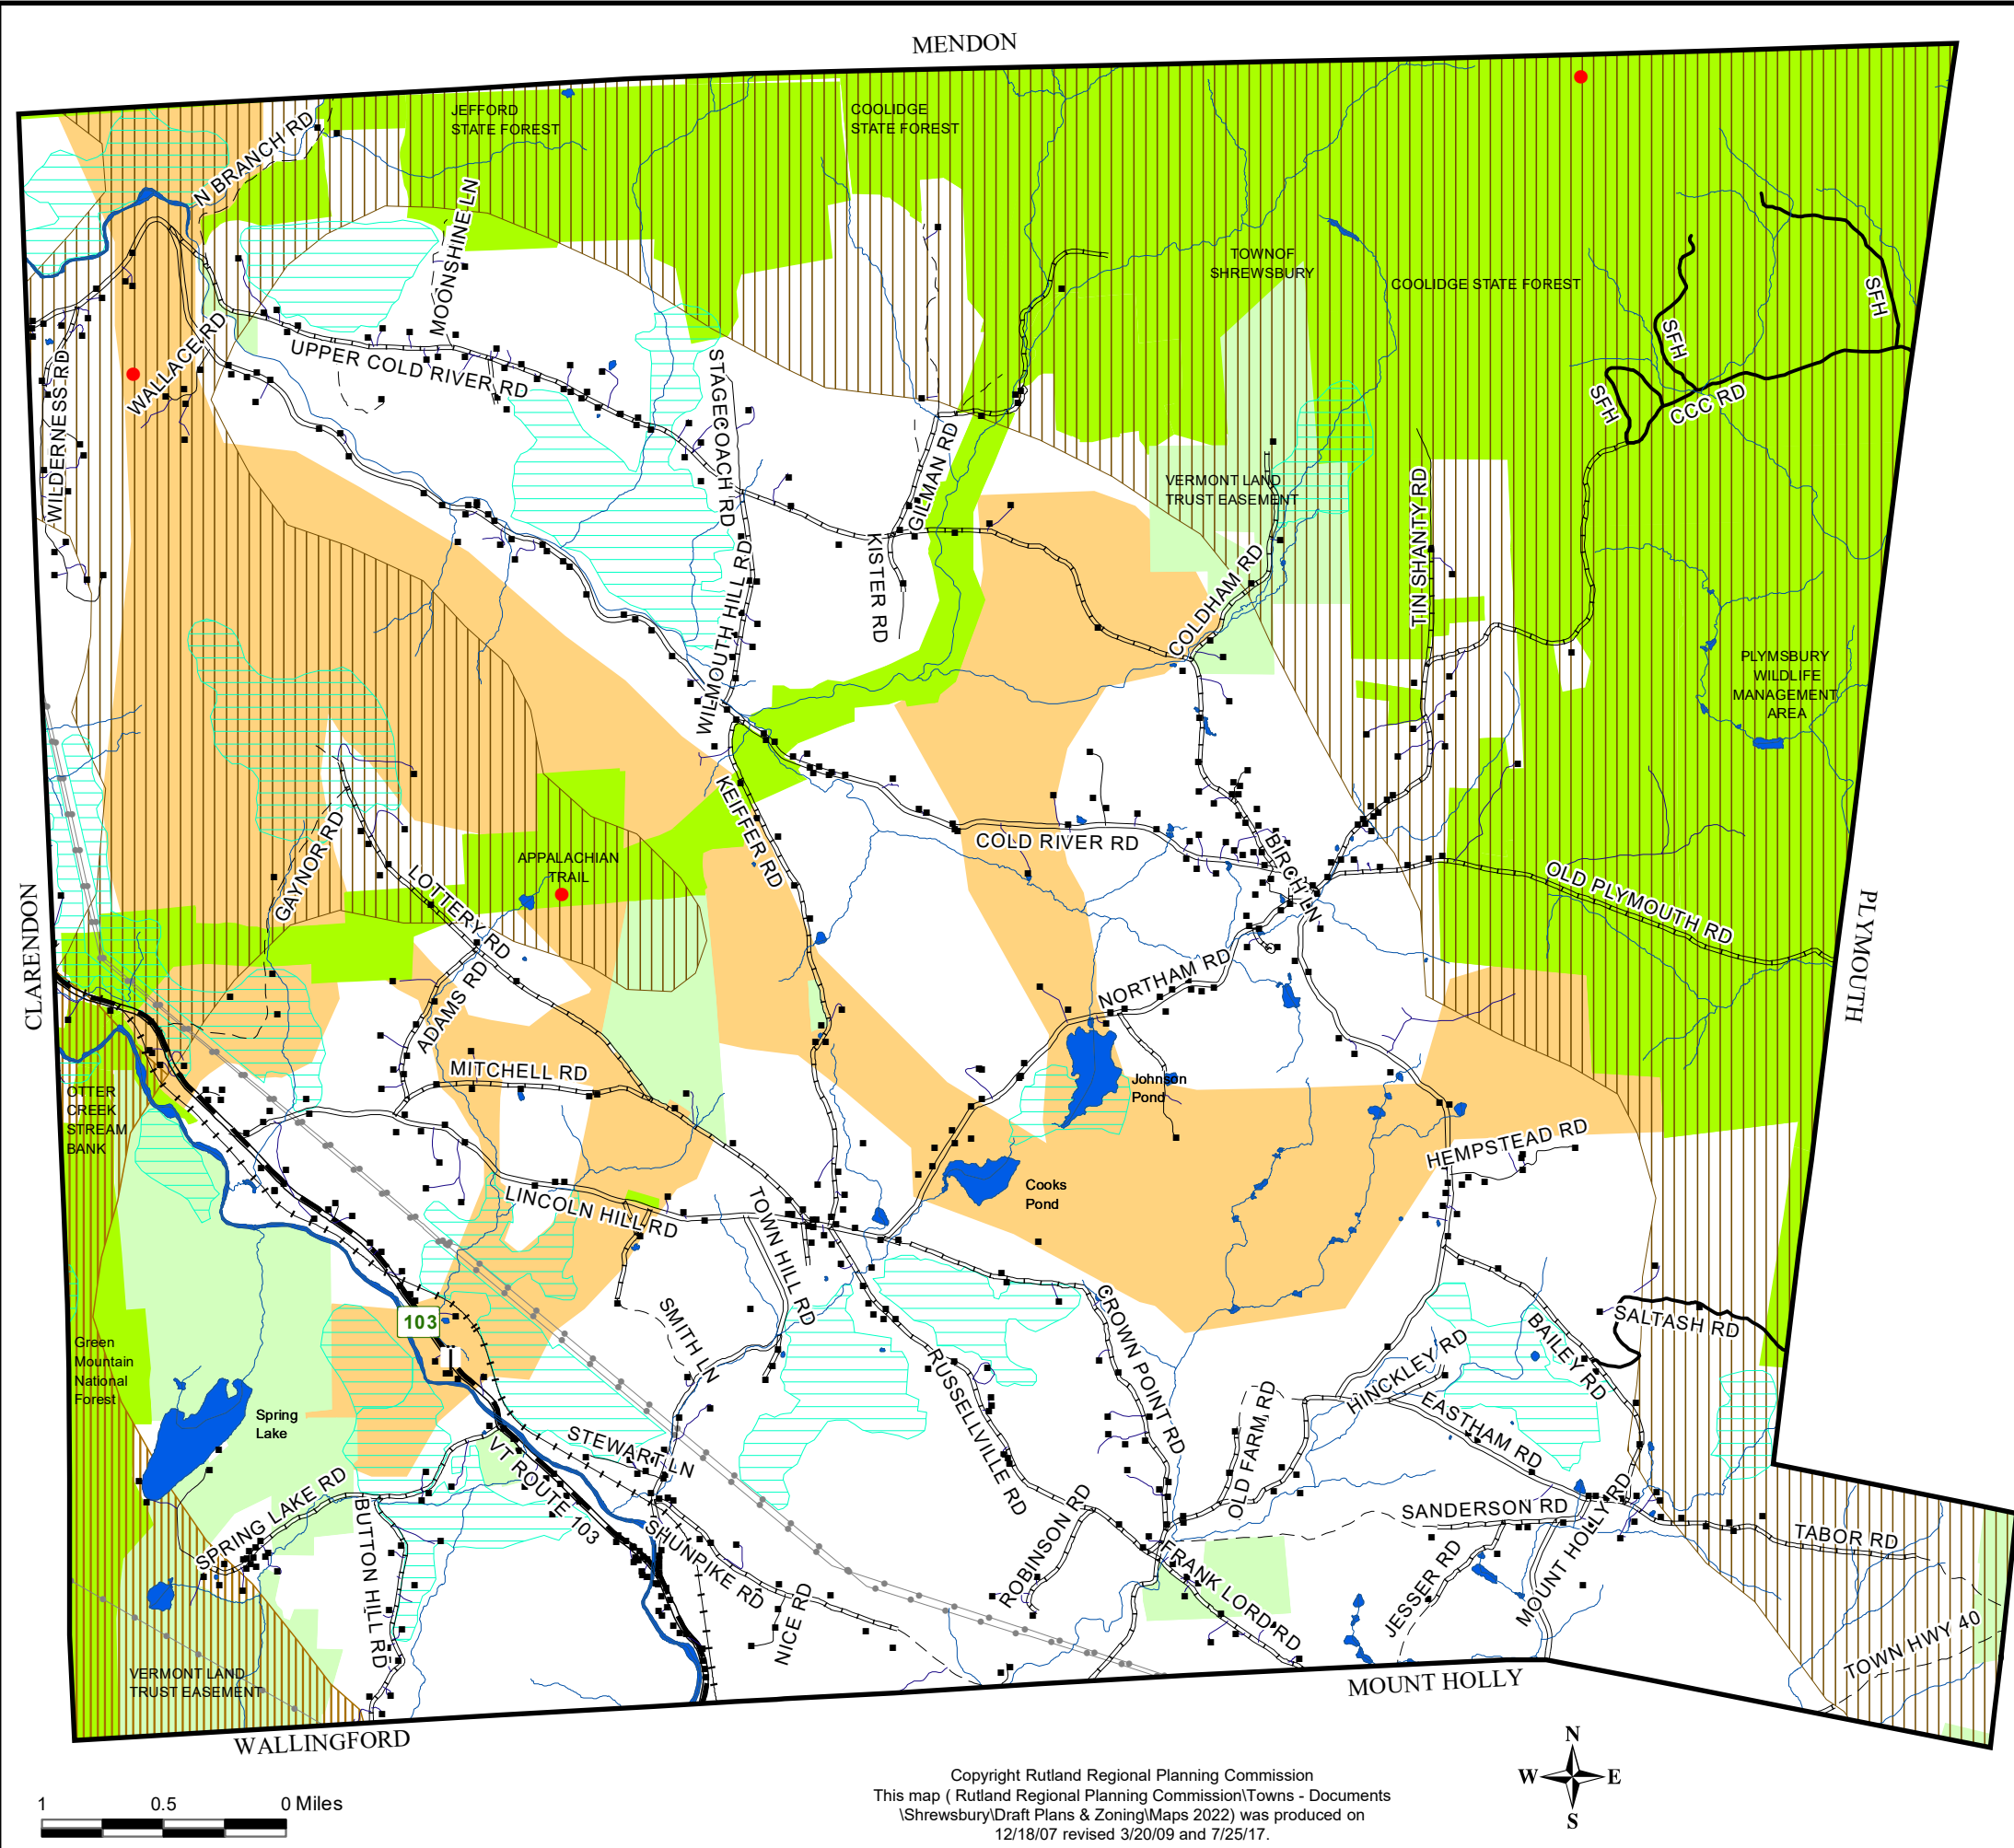 MENDON
JEFFORD
STATE FOREST
COOLIDGE
STATE FOREST
N BRANCH RD
MOONSHINE LN
TOWNOF
SHREWSBURY
COOLIDGE STATE FOREST
SFH
SFH
SFH
CCC RD
WALLACE RD
WILDERNESS RD
UPPER COLD RIVER RD
STAGECOACH RD
GILMAN RD
VERMONT LAND
TRUST EASEMENT
TIN SHANTY RD
KISTER RD
WILMOUTH HILL RD
COLDHAM RD
PLYMSBURY
WILDLIFE
MANAGEMENT
AREA
KEIFFER RD
COLD RIVER RD
BIRCH LN
GAYNOR RD
LOTTERY RD
APPALACHIAN
TRAIL
OLD PLYMOUTH RD
CLARENDON
PLYMOUTH
ADAMS RD
NORTHAM RD
MITCHELL RD
Johnson
Pond
OTTER
CREEK
STREAM
BANK
HEMPSTEAD RD
Cooks
Pond
LINCOLN HILL RD
TOWN HILL RD
103
Green
Mountain
National
Forest
SMITH LN
CROWN POINT RD
RUSSELLVILLE RD
SALTASH RD
BAILEY RD
HINCKLEY RD
EASTHAM RD
OLD FARM RD
Spring
Lake
STEWART LN
VT ROUTE 103
SPRING LAKE RD
BUTTON HILL RD
SHUNPIKE RD
NICE RD
ROBINSON RD
FRANK LORD RD
SANDERSON RD
JESSER RD
MOUNT HOLLY RD
TABOR RD
TOWN HWY 40
VERMONT LAND
TRUST EASEMENT
WALLINGFORD
MOUNT HOLLY
1 0.5 0 Miles
Copyright Rutland Regional Planning Commission
This map ( Rutland Regional Planning Commission\Towns - Documents
\Shrewsbury\Draft Plans & Zoning\Maps 2022) was produced on
12/18/07 revised 3/20/09 and 7/25/17.
N
W E
S